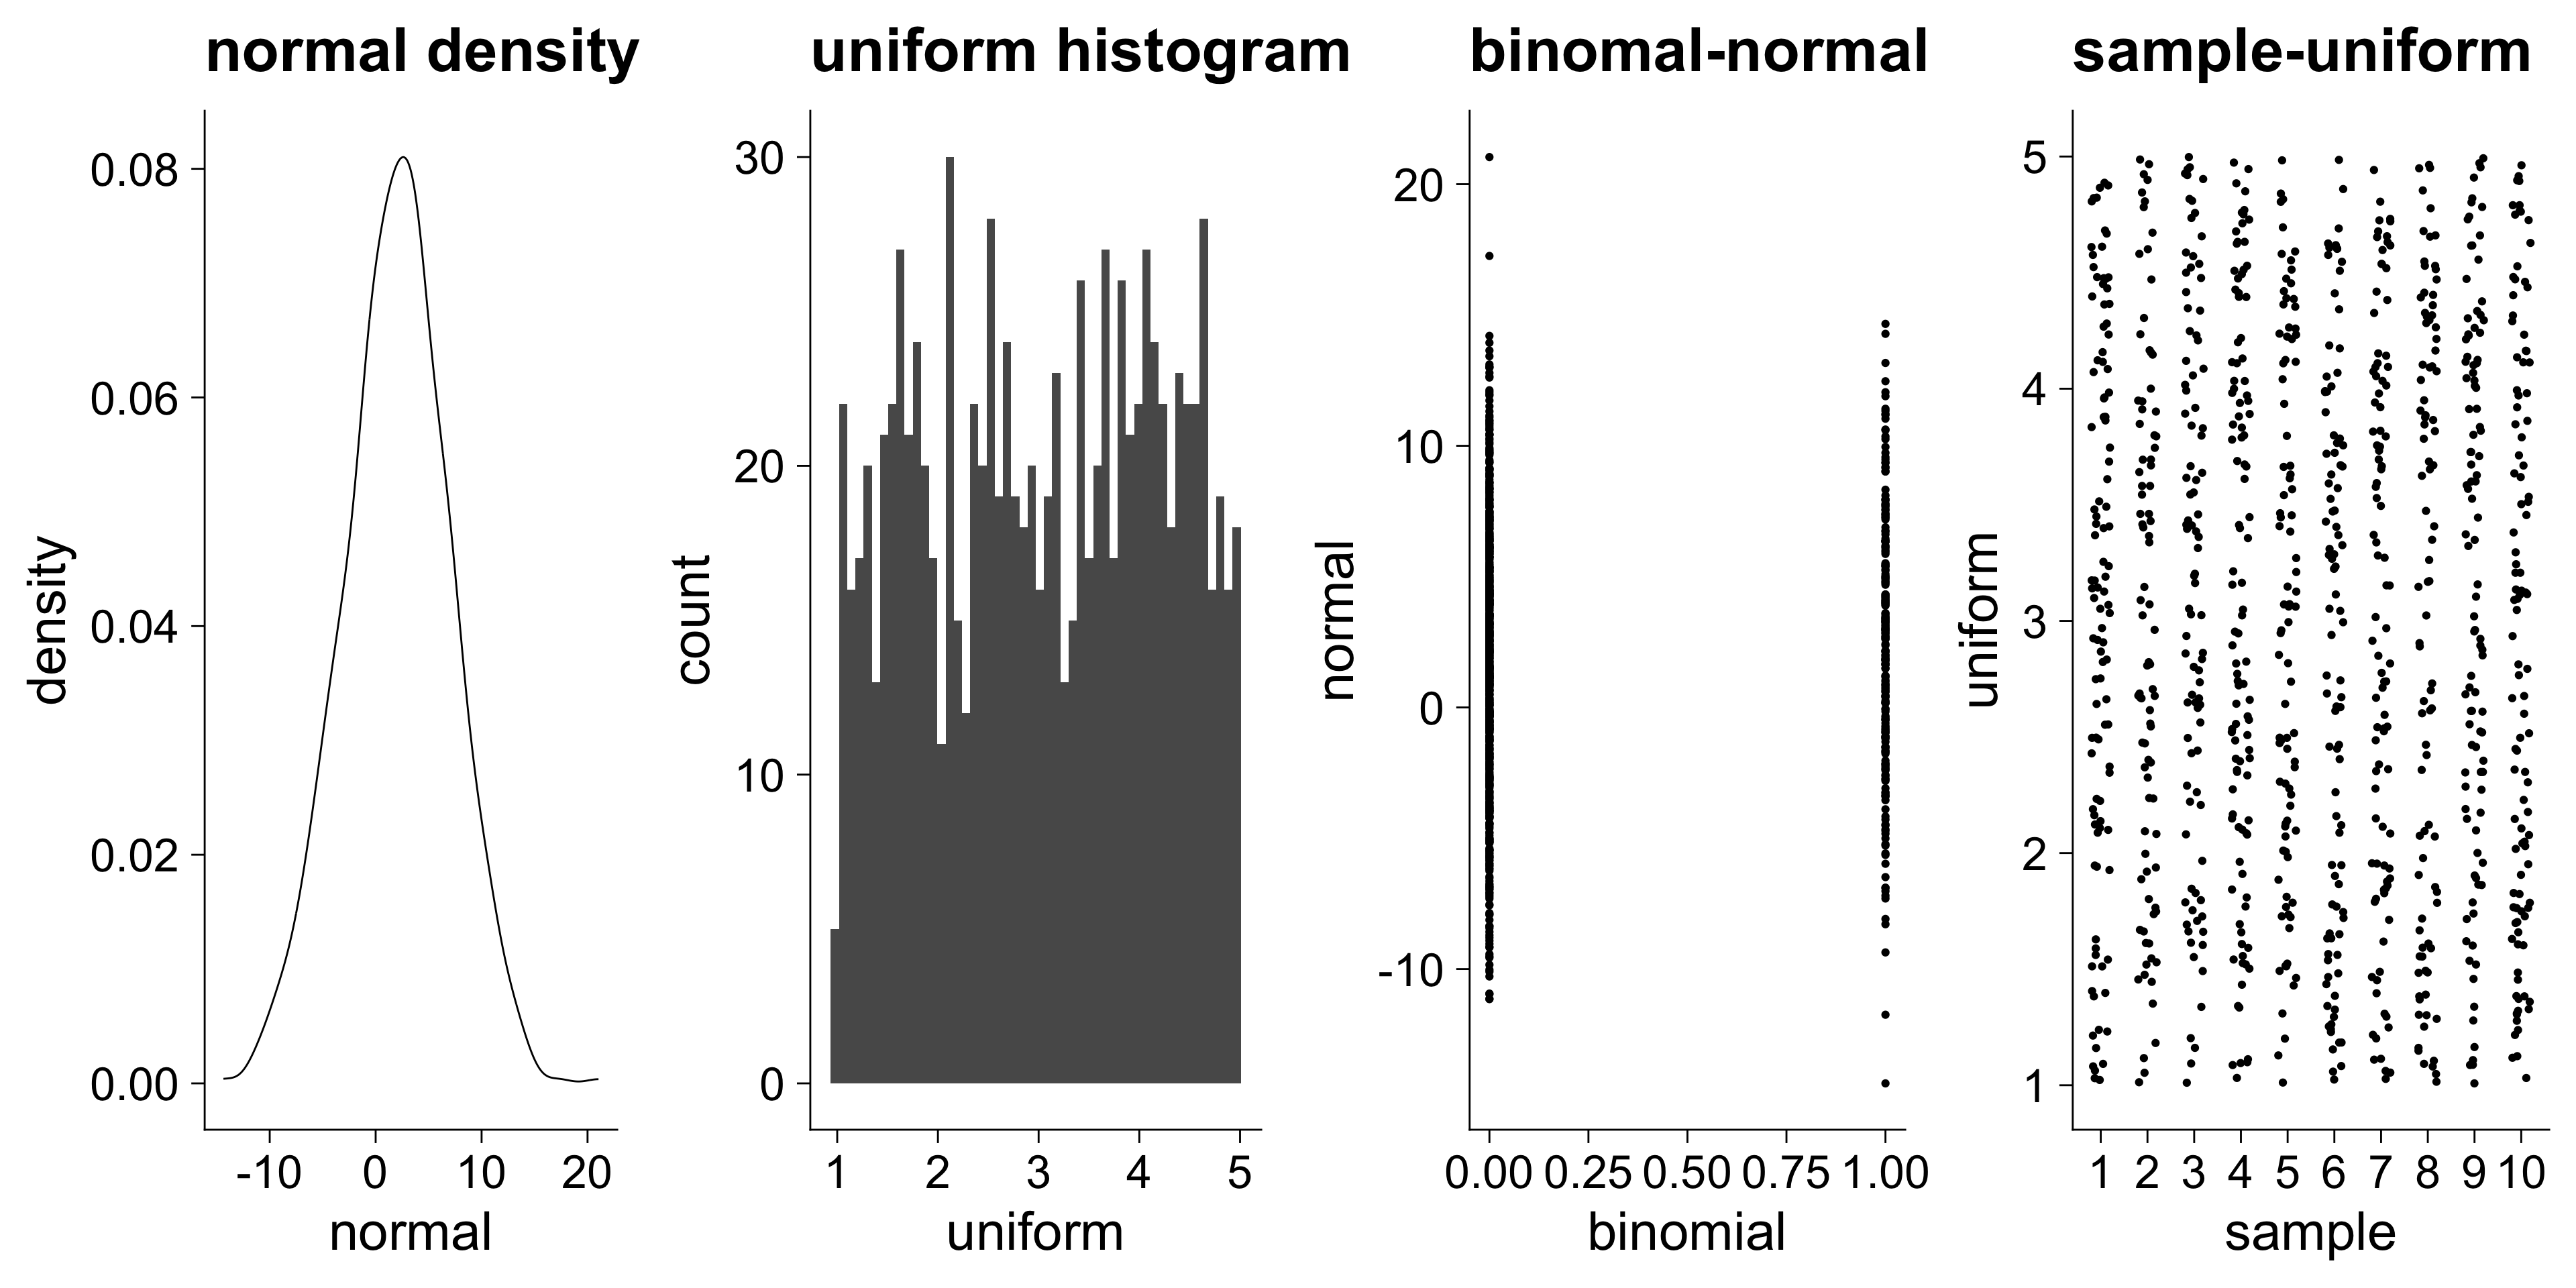 normal density
density
0.08
0.06
0.04
0.02
0.00
-10 0 10 20
normal
uniform histogram
count
30
20
10
0
1 2 3 4 5
uniform
binomal-normal
normal
20
10
0
-10
0.00 0.25 0.50 0.75 1.00
binomial
sample-uniform
uniform
5
4
3
2
1
1 2 3 4 5 6 7 8 9 10
sample